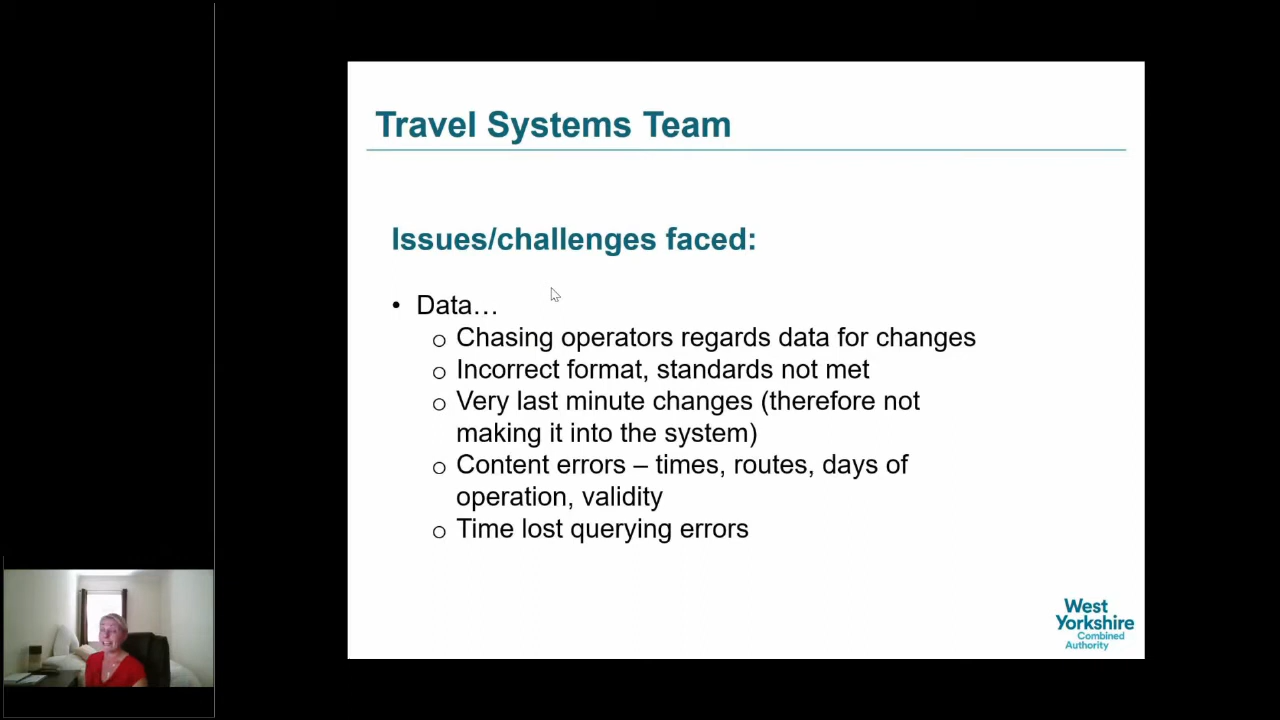 Travel Systems Team
Issues/challenges faced:
• Data…
o Chasing operators regards data for changes
o Incorrect format, standards not met
o Very last minute changes (therefore not
making it into the system)
o Content errors – times, routes, days of
operation, validity
o Time lost querying errors
West
Yorkshire
Combined
Authority